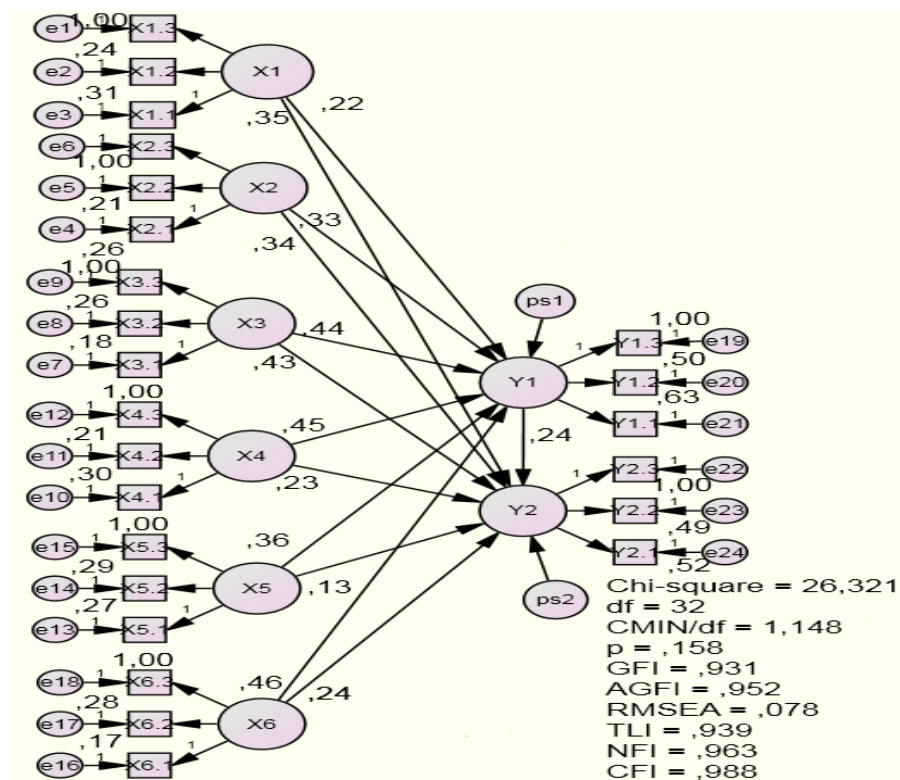 1,00
e1 1 X1.3
,24
e2 1 X1.2
X1
,31
e3 1 X1.1 1
,35 ,22
e6 1 X2.3
1,00
e5 1 X2.2
X2
,21
e4 1 X2.1 1
,34 ,33
,26
1,00
e9 1 X3.3
,26
e8 1 X3.2
X3
,18
e7 1 X3.1 1
,44
,43
1,00
e12 1 X4.3
,21
e11 1 X4.2
X4
,30
e10 1 X4.1 1
,45
,23
1,00
e15 1 X5.3
,29
e14 1 X5.2
X5
,27
e13 1 X5.1 1
,36
,13
1,00
e18 1 X6.3
,28
e17 1 X6.2
X6
,17
e16 1 X6.1 1
,46
,24
ps1
Y1
1,00
1 Y1.3 1 e19
,50
Y1.2 1 e20
,63
Y1.1 1 e21
,24
Y2
1 Y2.3 1 e22
1,00
Y2.2 1 e23
,49
Y2.1 1 e24
,52
ps2
Chi-square = 26,321
df = 32
CMIN/df = 1,148
p = ,158
GFI = ,931
AGFI = ,952
RMSEA = ,078
TLI = ,939
NFI = ,963
CFI = ,988